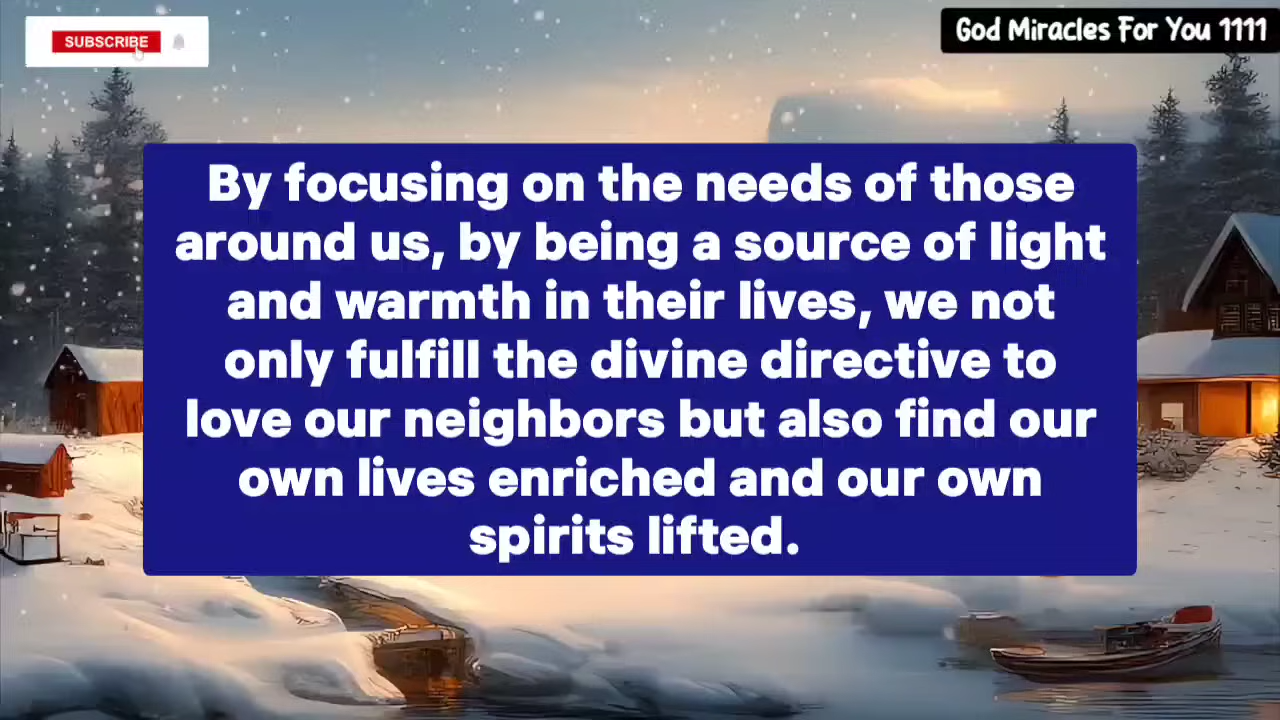 SUBSCRIBE
God Miracles For You 1111
By focusing on the needs of those
around us, by being a source of light
and warmth in their lives, we not
only fulfill the divine directive to
love our neighbors but also find our
own lives enriched and our own
spirits lifted.